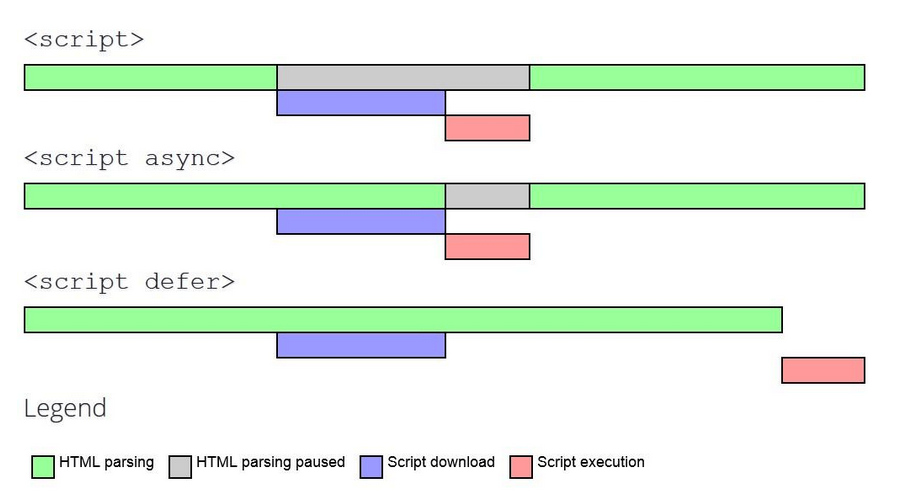 <script>
<script async>
<script defer>
Legend
HTML parsing HTML parsing paused Script download Script execution